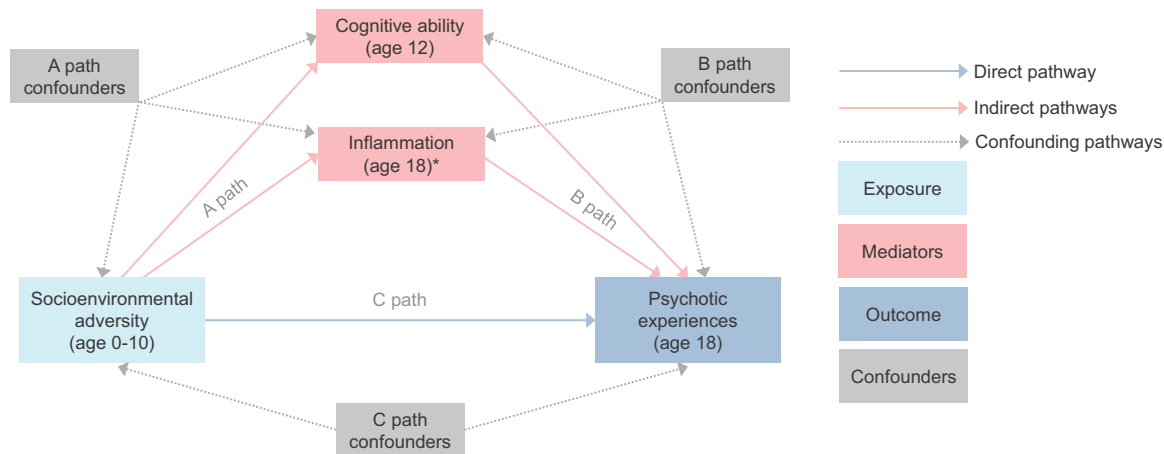 Cognitive ability
(age 12)
A path
confounders
B path
confounders
Inflammation
(age 18)*
A path
B path
Socioenvironmental
adversity
(age 0-10)
C path
Psychotic
experiences
(age 18)
C path
confounders
Direct pathway
Indirect pathways
Confounding pathways
Exposure
Mediators
Outcome
Confounders